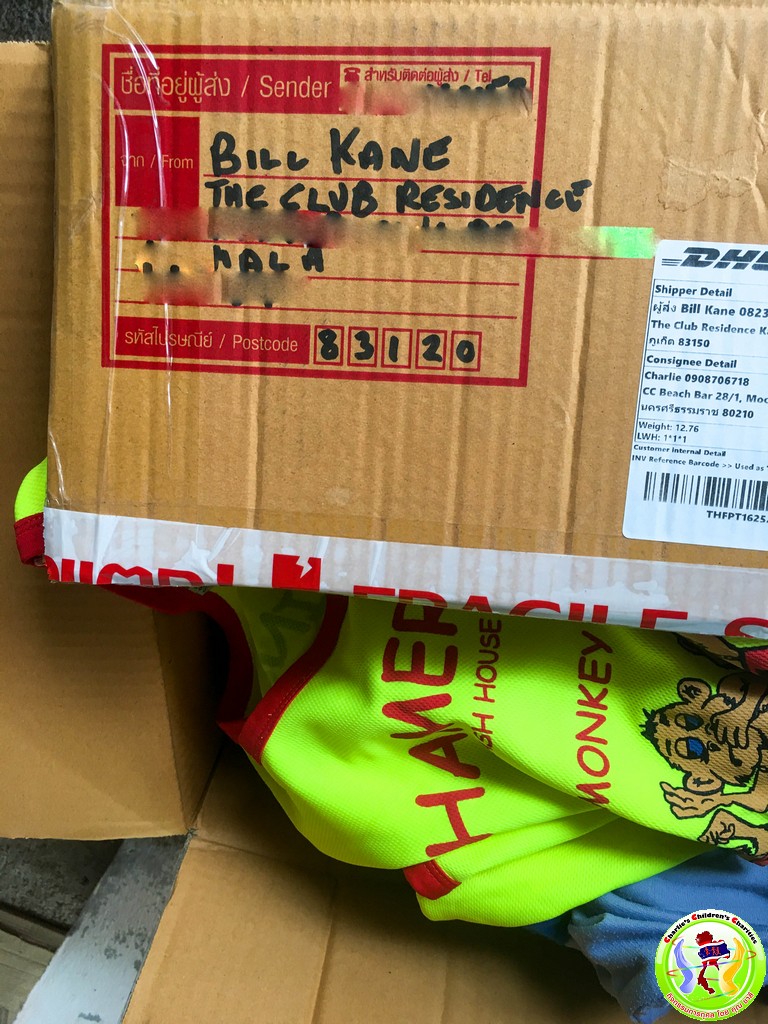 ชื่อที่อยู่ผู้ส่ง / Sender
☎ สำหรับติดต่อผู้ส่ง / Tel
จาก / From
BILL KANE
THE CLUB RESIDENCE
รหัสไปรษณีย์ / Postcode 83120
DHL
Shipper Detail
ผู้ส่ง Bill Kane 0823
The Club Residence K
ภูเก็ต 83150
Consignee Detail
Charlie 0908706718
CC Beach Bar 28/1, Moo
นครศรีธรรมราช 80210
Weight: 12.76
LWH: 1*1*1
Customer Internal Detail
INV Reference Barcode >> Used as
THFPT1625
FRAGILE
HOUSE
MONKEY
Charlie's Children's Charities